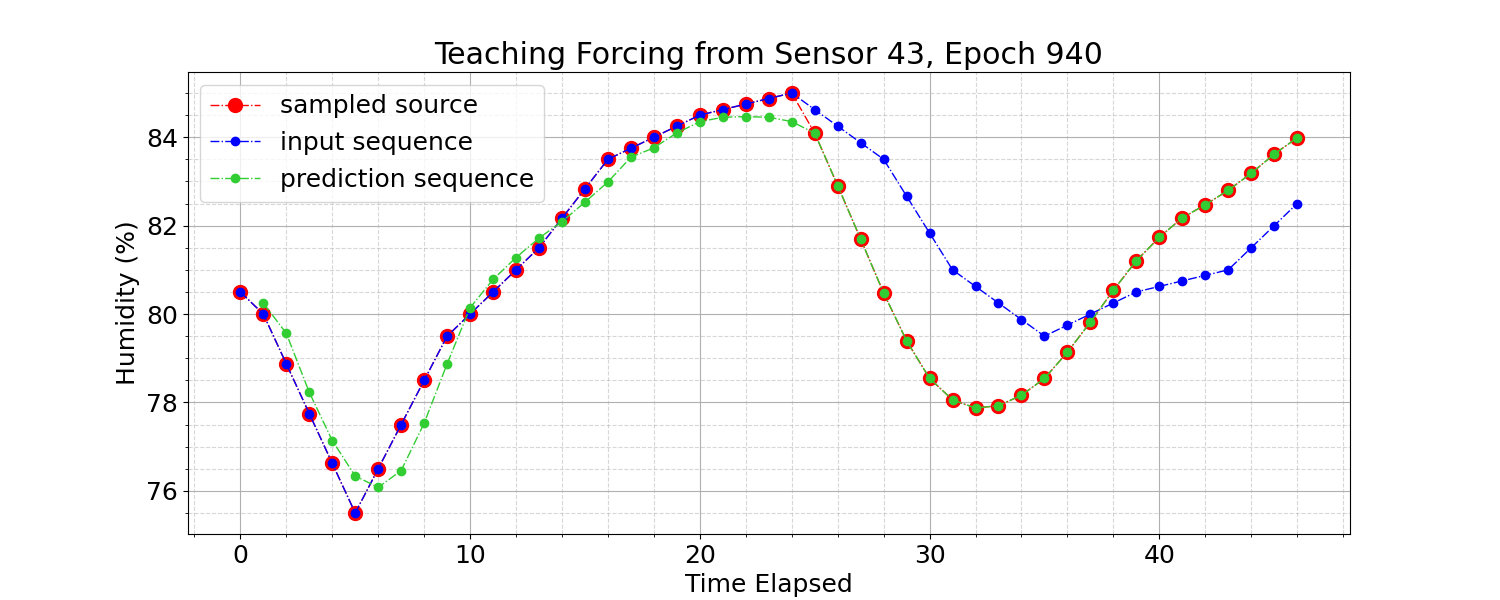 Teaching Forcing from Sensor 43, Epoch 940
sampled source
input sequence
prediction sequence
Humidity (%)
84
82
80
78
76
0 10 20 30 40
Time Elapsed